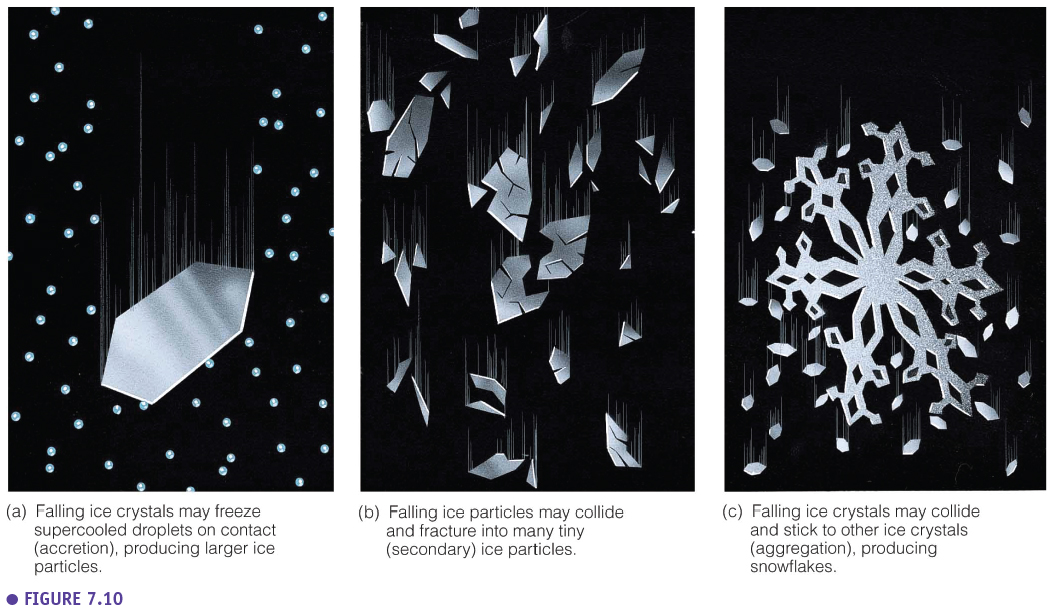 (a) Falling ice crystals may freeze
supercooled droplets on contact
(accretion), producing larger ice
particles.
(b) Falling ice particles may collide
and fracture into many tiny
(secondary) ice particles.
(c) Falling ice crystals may collide
and stick to other ice crystals
(aggregation), producing
snowflakes.
● FIGURE 7.10